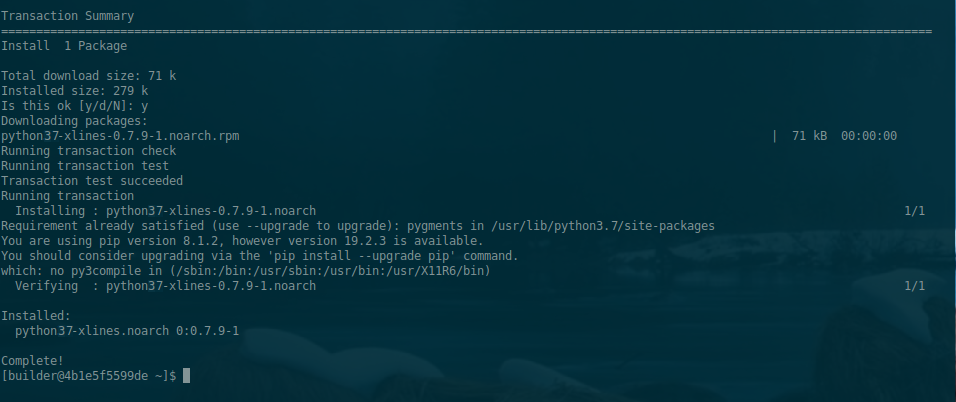 Transaction Summary
=====================================================================================================================================
Install  1 Package
Total download size: 71 k
Installed size: 279 k
Is this ok [y/d/N]: y
Downloading packages:
python37-xlines-0.7.9-1.noarch.rpm | 71 kB 00:00:00
Running transaction check
Running transaction test
Transaction test succeeded
Running transaction
  Installing : python37-xlines-0.7.9-1.noarch 1/1
Requirement already satisfied (use --upgrade to upgrade): pygments in /usr/lib/python3.7/site-packages
You are using pip version 8.1.2, however version 19.2.3 is available.
You should consider upgrading via the 'pip install --upgrade pip' command.
which: no py3compile in (/sbin:/bin:/usr/sbin:/usr/bin:/usr/X11R6/bin)
  Verifying  : python37-xlines-0.7.9-1.noarch 1/1
Installed:
  python37-xlines.noarch 0:0.7.9-1
Complete!
[builder@4b1e5f5599de ~]$